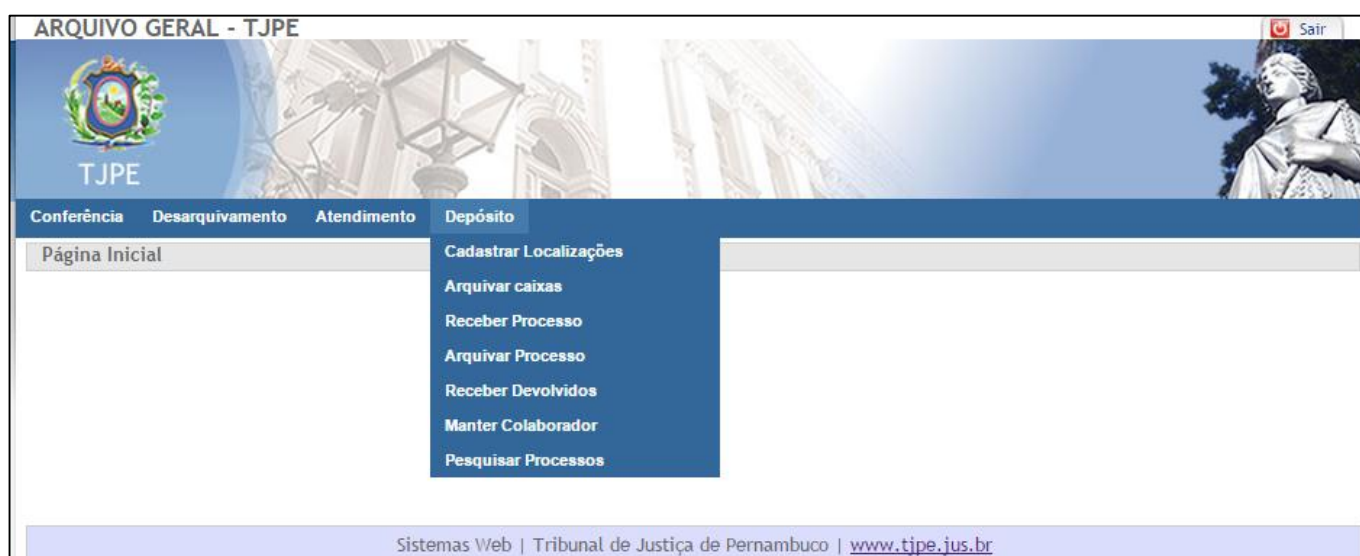 ARQUIVO GERAL - TJPE
Sair
TJPE
Conferência Desarquivamento Atendimento Depósito
Página Inicial
Cadastrar Localizações
Arquivar caixas
Receber Processo
Arquivar Processo
Receber Devolvidos
Manter Colaborador
Pesquisar Processos
Sistemas Web | Tribunal de Justiça de Pernambuco | www.tjpe.jus.br